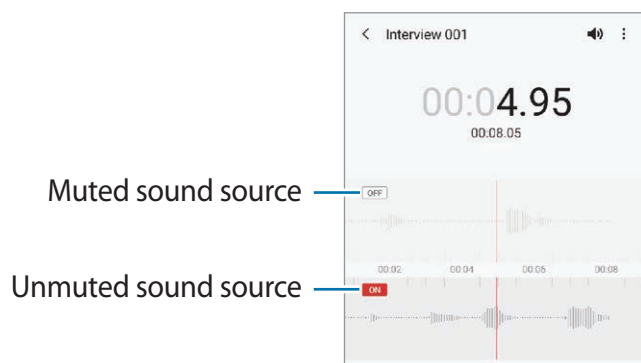 Interview 001
00:04.95
00:08.05
Muted sound source
OFF
00:02 00:04 00:06 00:08
Unmuted sound source
ON